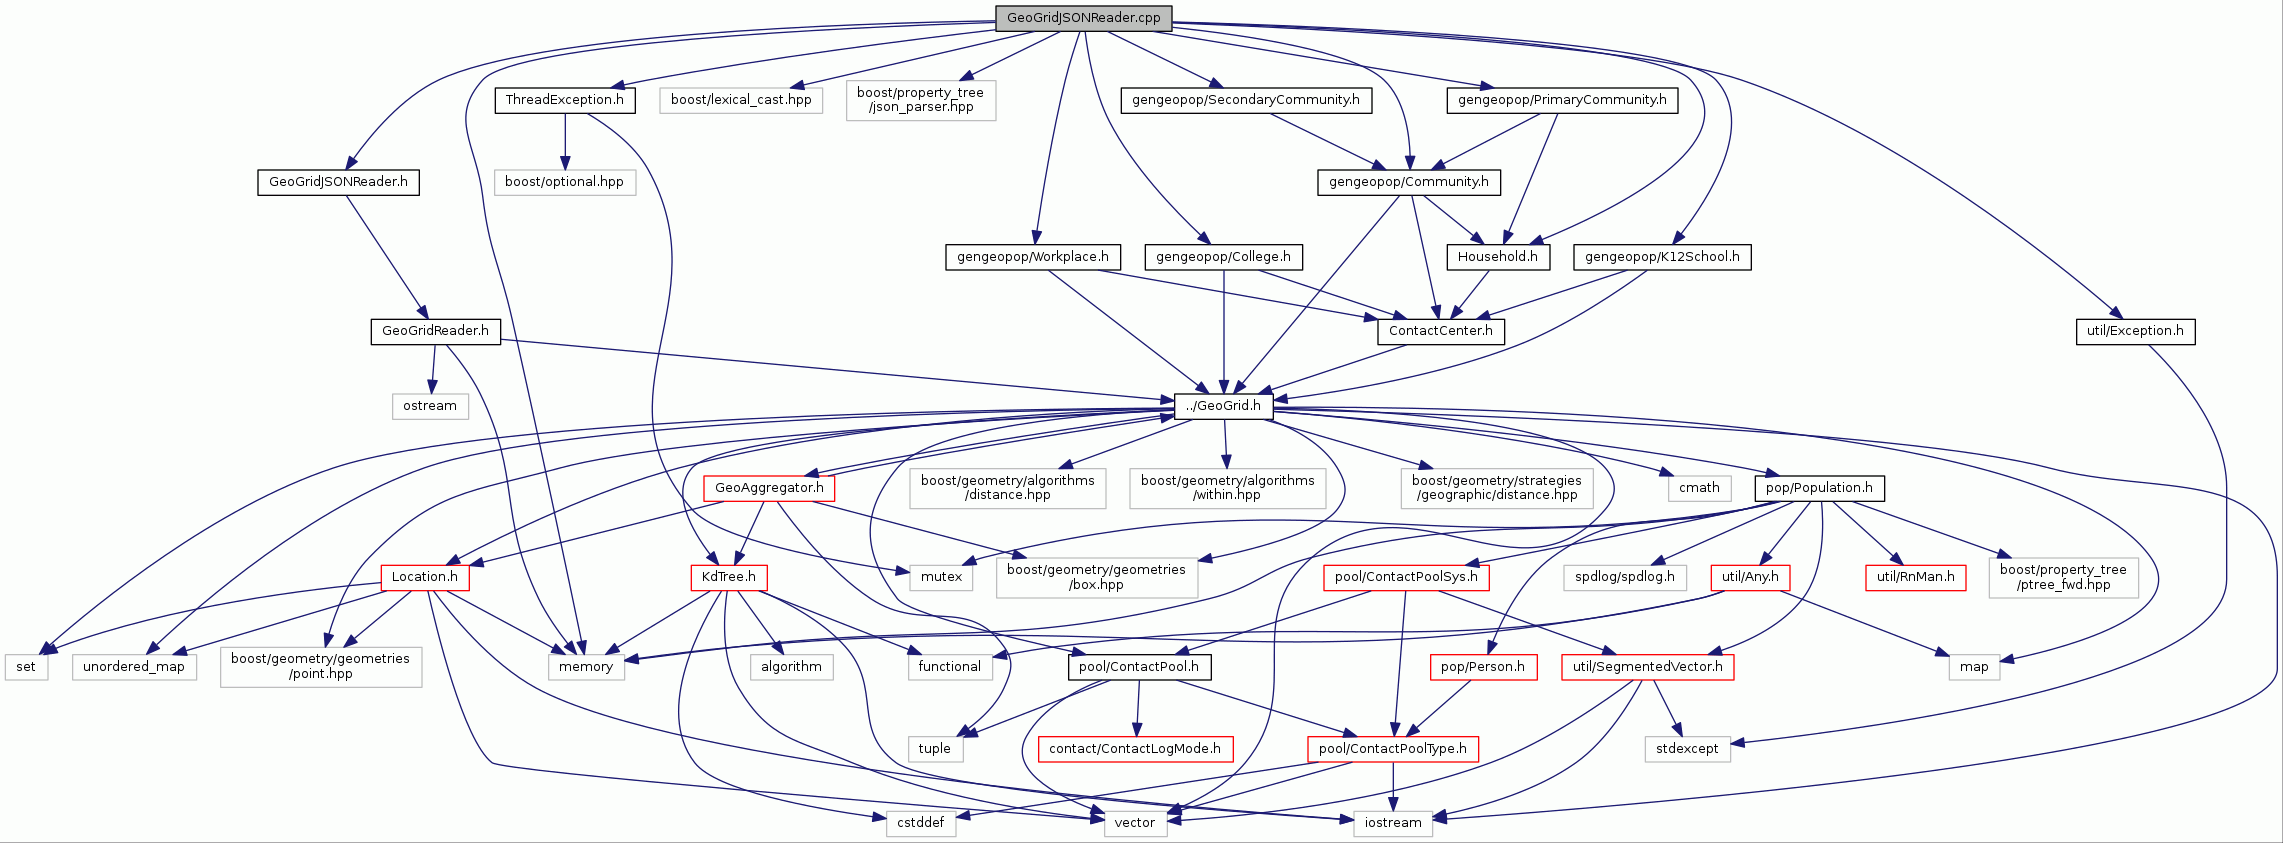 GeoGridJSONReader.cpp
ThreadException.h
boost/lexical_cast.hpp
boost/property_tree
/json_parser.hpp
gengeopop/SecondaryCommunity.h
gengeopop/PrimaryCommunity.h
GeoGridJSONReader.h
boost/optional.hpp
gengeopop/Community.h
gengeopop/Workplace.h
gengeopop/College.h
Household.h
gengeopop/K12School.h
GeoGridReader.h
ContactCenter.h
util/Exception.h
ostream
../GeoGrid.h
GeoAggregator.h
boost/geometry/algorithms
/distance.hpp
boost/geometry/algorithms
/within.hpp
boost/geometry/strategies
/geographic/distance.hpp
cmath
pop/Population.h
Location.h
KdTree.h
mutex
boost/geometry/geometries
/box.hpp
pool/ContactPoolSys.h
spdlog/spdlog.h
util/Any.h
util/RnMan.h
boost/property_tree
/ptree_fwd.hpp
set
unordered_map
boost/geometry/geometries
/point.hpp
memory
algorithm
functional
pool/ContactPool.h
pop/Person.h
util/SegmentedVector.h
map
tuple
contact/ContactLogMode.h
pool/ContactPoolType.h
stdexcept
cstddef
vector
iostream